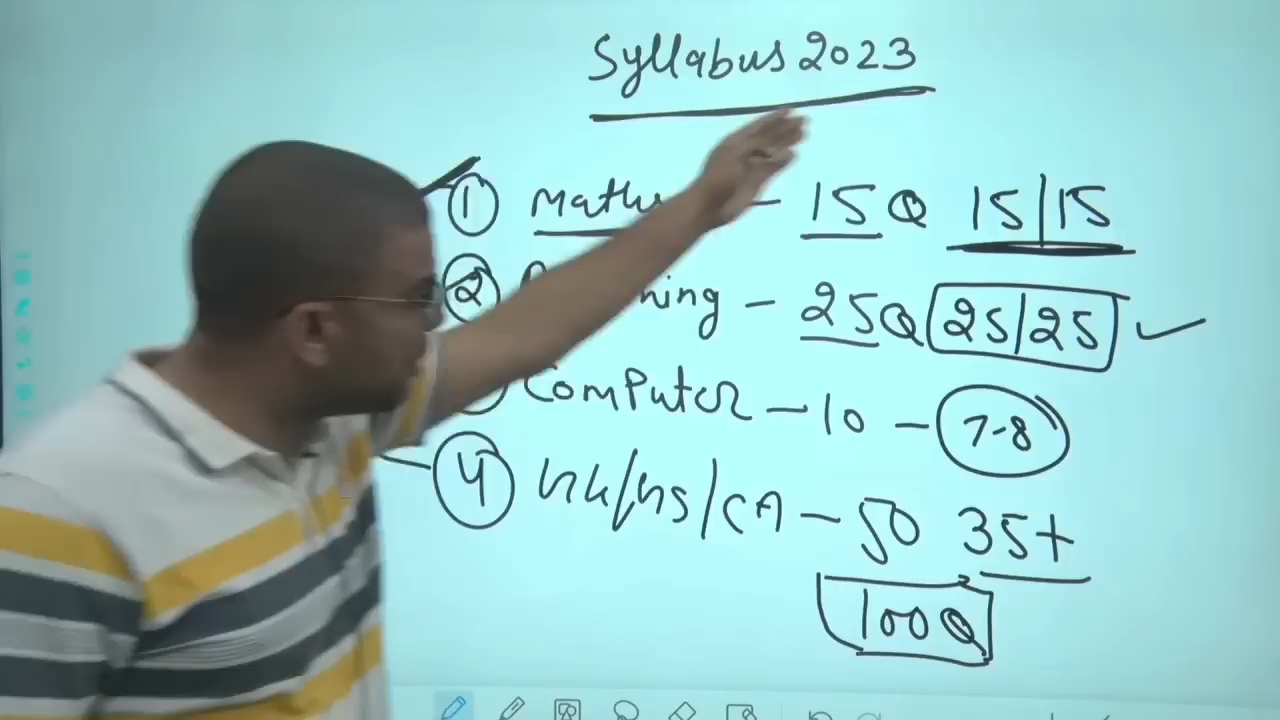 Syllabus 2023
① Maths - 15Q 15/15
② Reasoning - 25Q 25/25 ✓
Computer - 10 - 7-8
④ GK/GS/CA - 50 35+
100Q